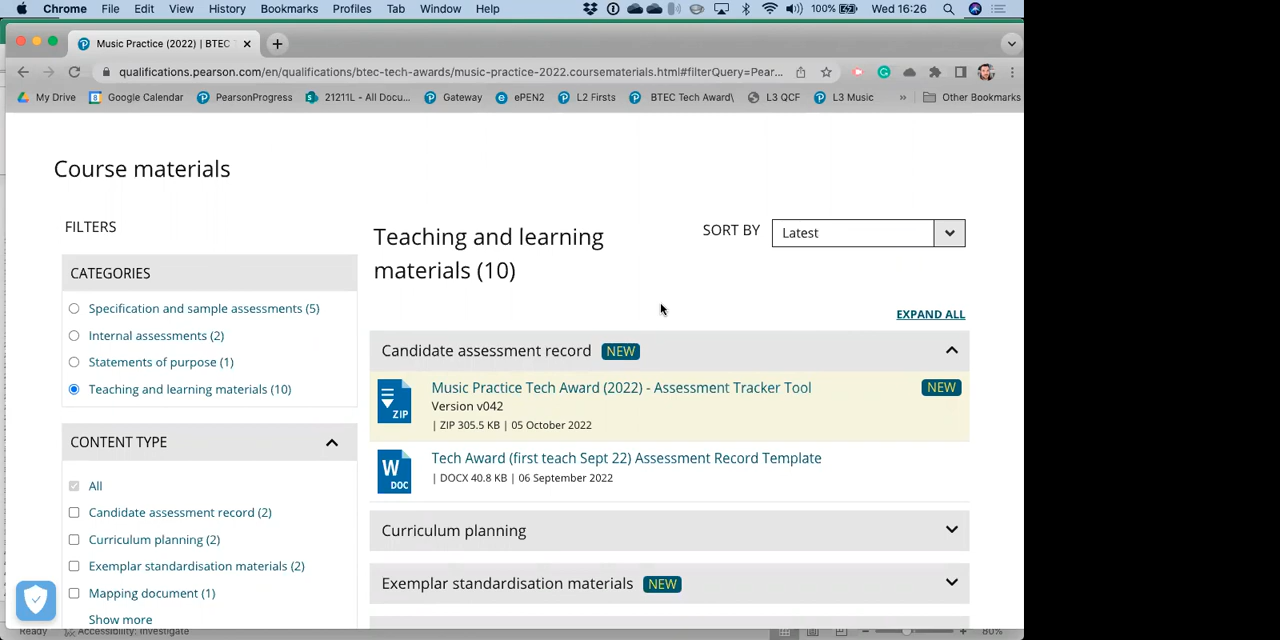 Chrome File Edit View History Bookmarks Profiles Tab Window Help 100% Wed 16:26
Music Practice (2022) | BTEC
qualifications.pearson.com/en/qualifications/btec-tech-awards/music-practice-2022.coursematerials.html#filterQuery=Pear...
My Drive Google Calendar PearsonProgress 21211L - All Docu... Gateway ePEN2 L2 Firsts BTEC Tech Award\ L3 QCF L3 Music » Other Bookmarks
Course materials
FILTERS
CATEGORIES
Specification and sample assessments (5)
Internal assessments (2)
Statements of purpose (1)
Teaching and learning materials (10)
CONTENT TYPE
All
Candidate assessment record (2)
Curriculum planning (2)
Exemplar standardisation materials (2)
Mapping document (1)
Show more
Teaching and learning
materials (10)
SORT BY Latest
EXPAND ALL
Candidate assessment record NEW
ZIP
Music Practice Tech Award (2022) - Assessment Tracker Tool NEW
Version v042
| ZIP 305.5 KB | 05 October 2022
W DOC
Tech Award (first teach Sept 22) Assessment Record Template
| DOCX 40.8 KB | 06 September 2022
Curriculum planning
Exemplar standardisation materials NEW
Ready Accessibility: Investigate 80%